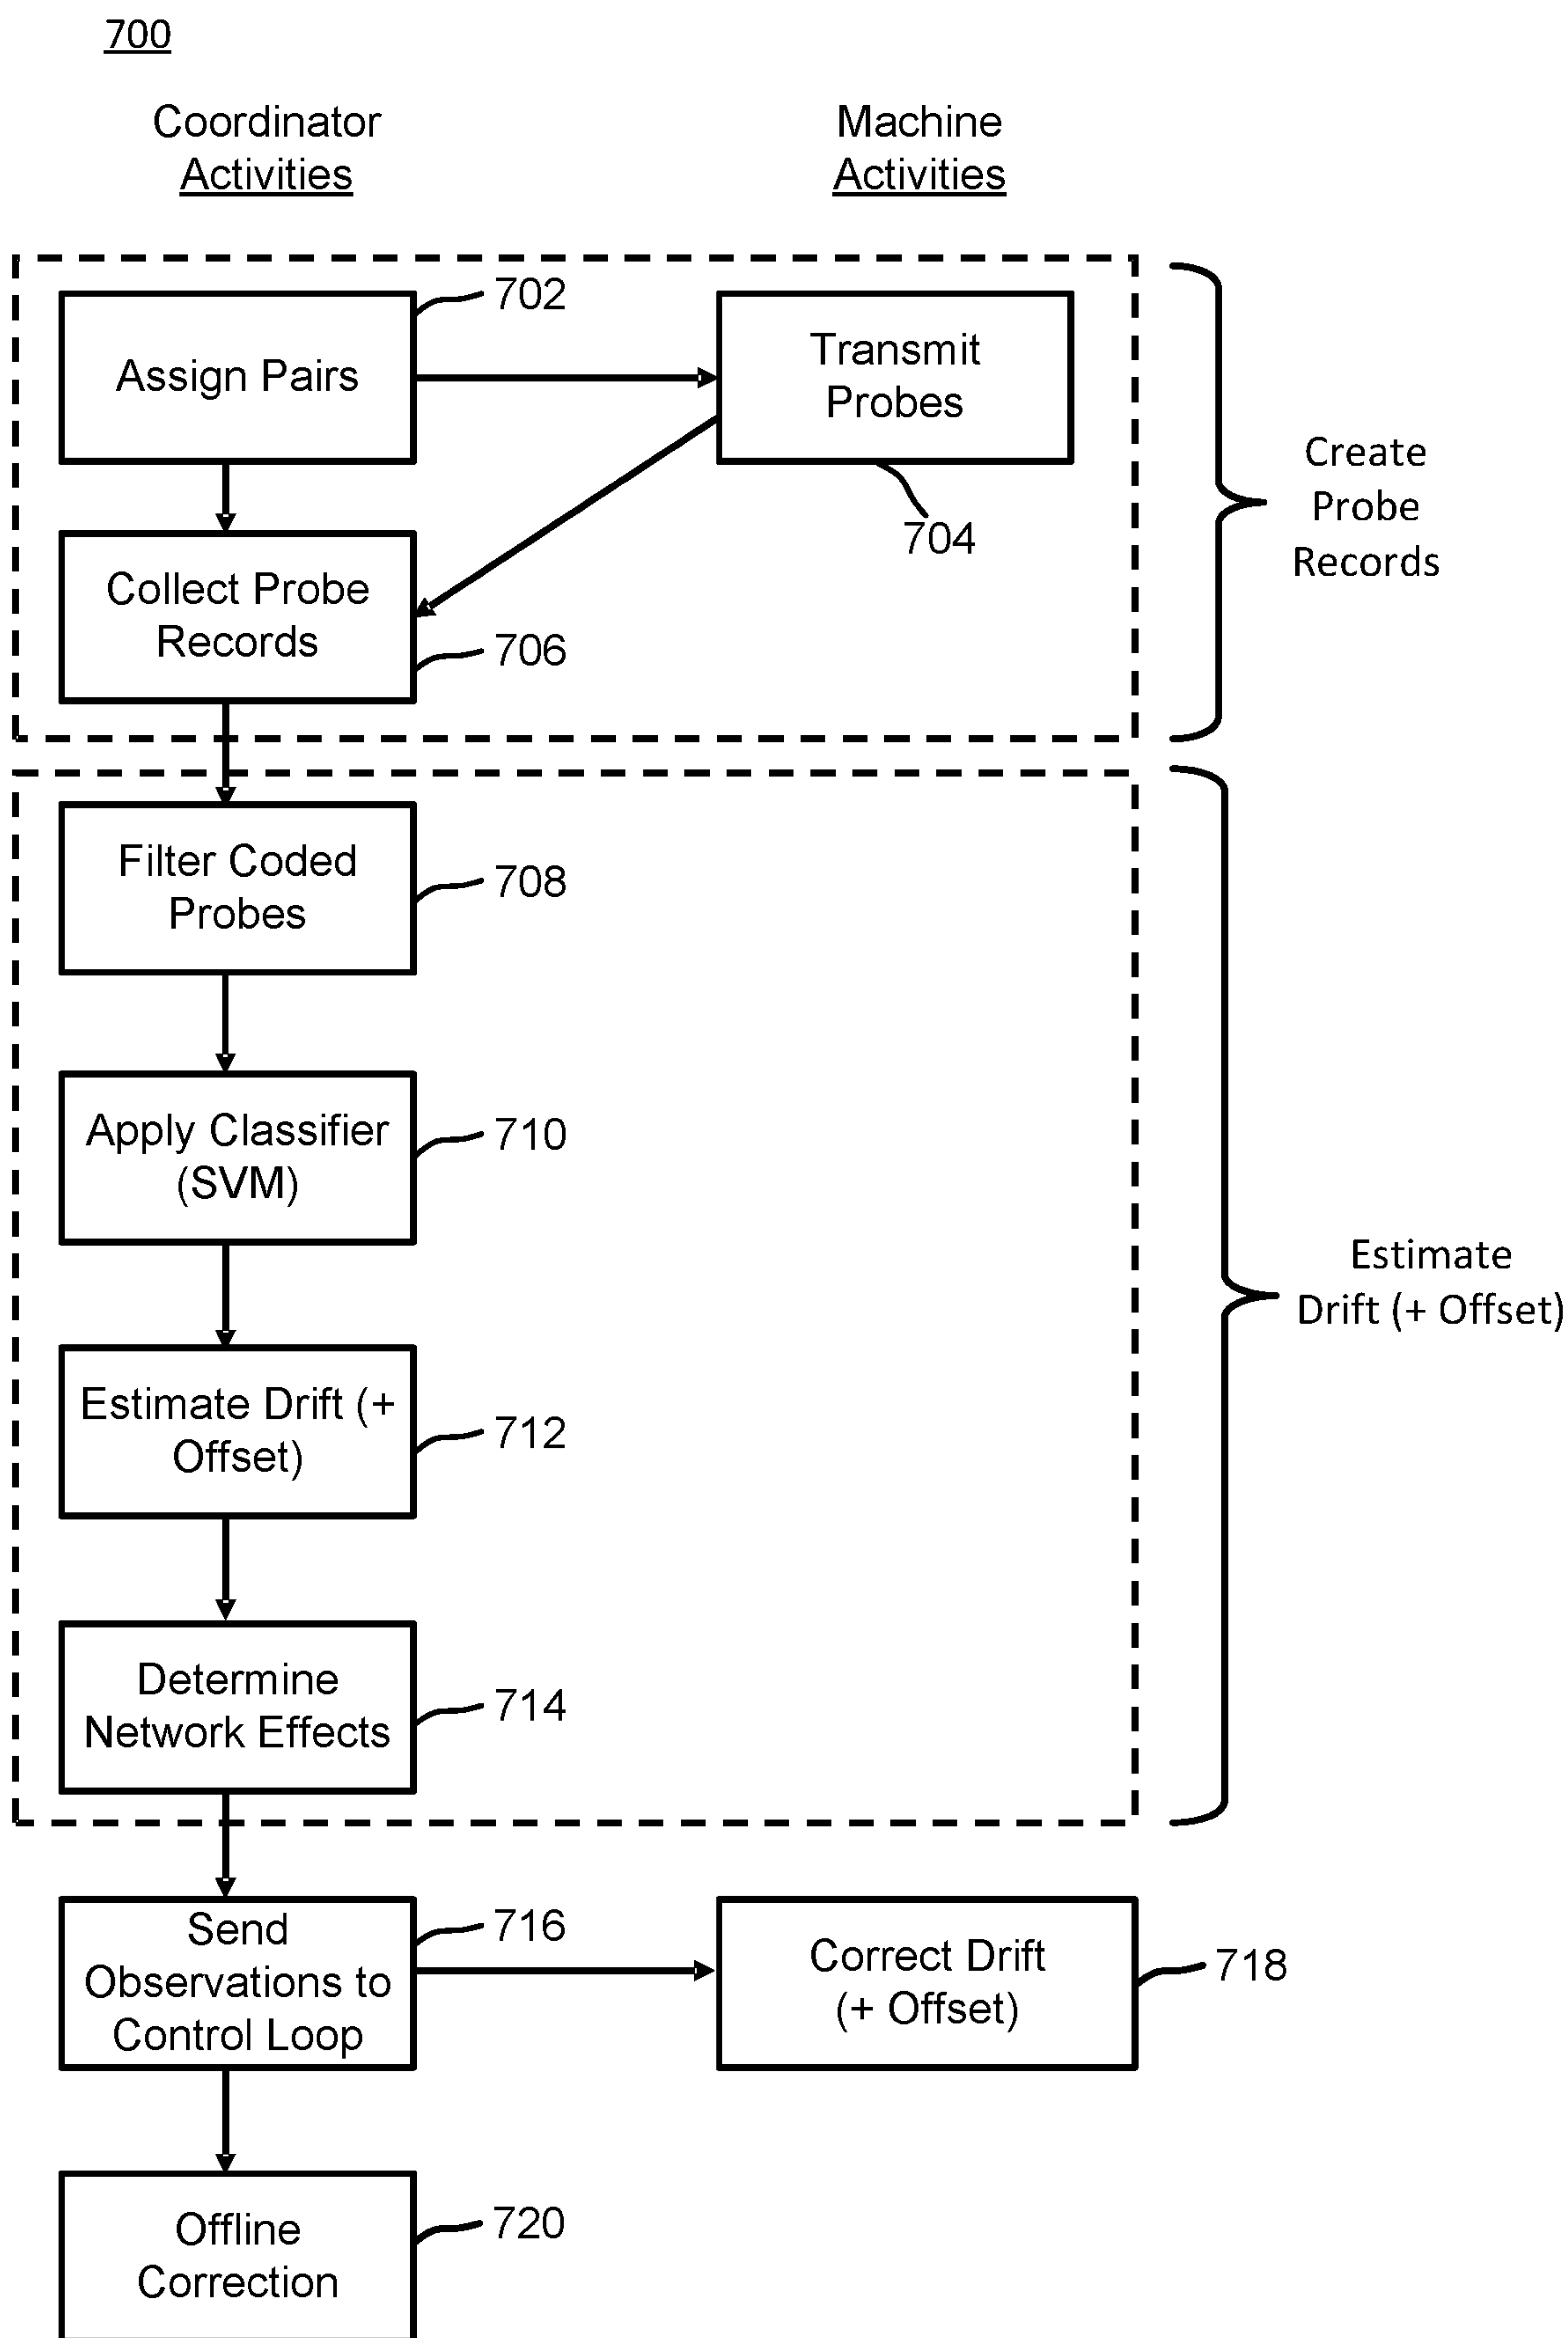 700
Coordinator
Activities
Machine
Activities
Assign Pairs
702
Transmit
Probes
704
Create
Probe
Records
Collect Probe
Records
706
Filter Coded
Probes
708
Apply Classifier
(SVM)
710
Estimate
Drift (+ Offset)
Estimate Drift (+
Offset)
712
Determine
Network Effects
714
Send
Observations to
Control Loop
716
Correct Drift
(+ Offset)
718
Offline
Correction
720